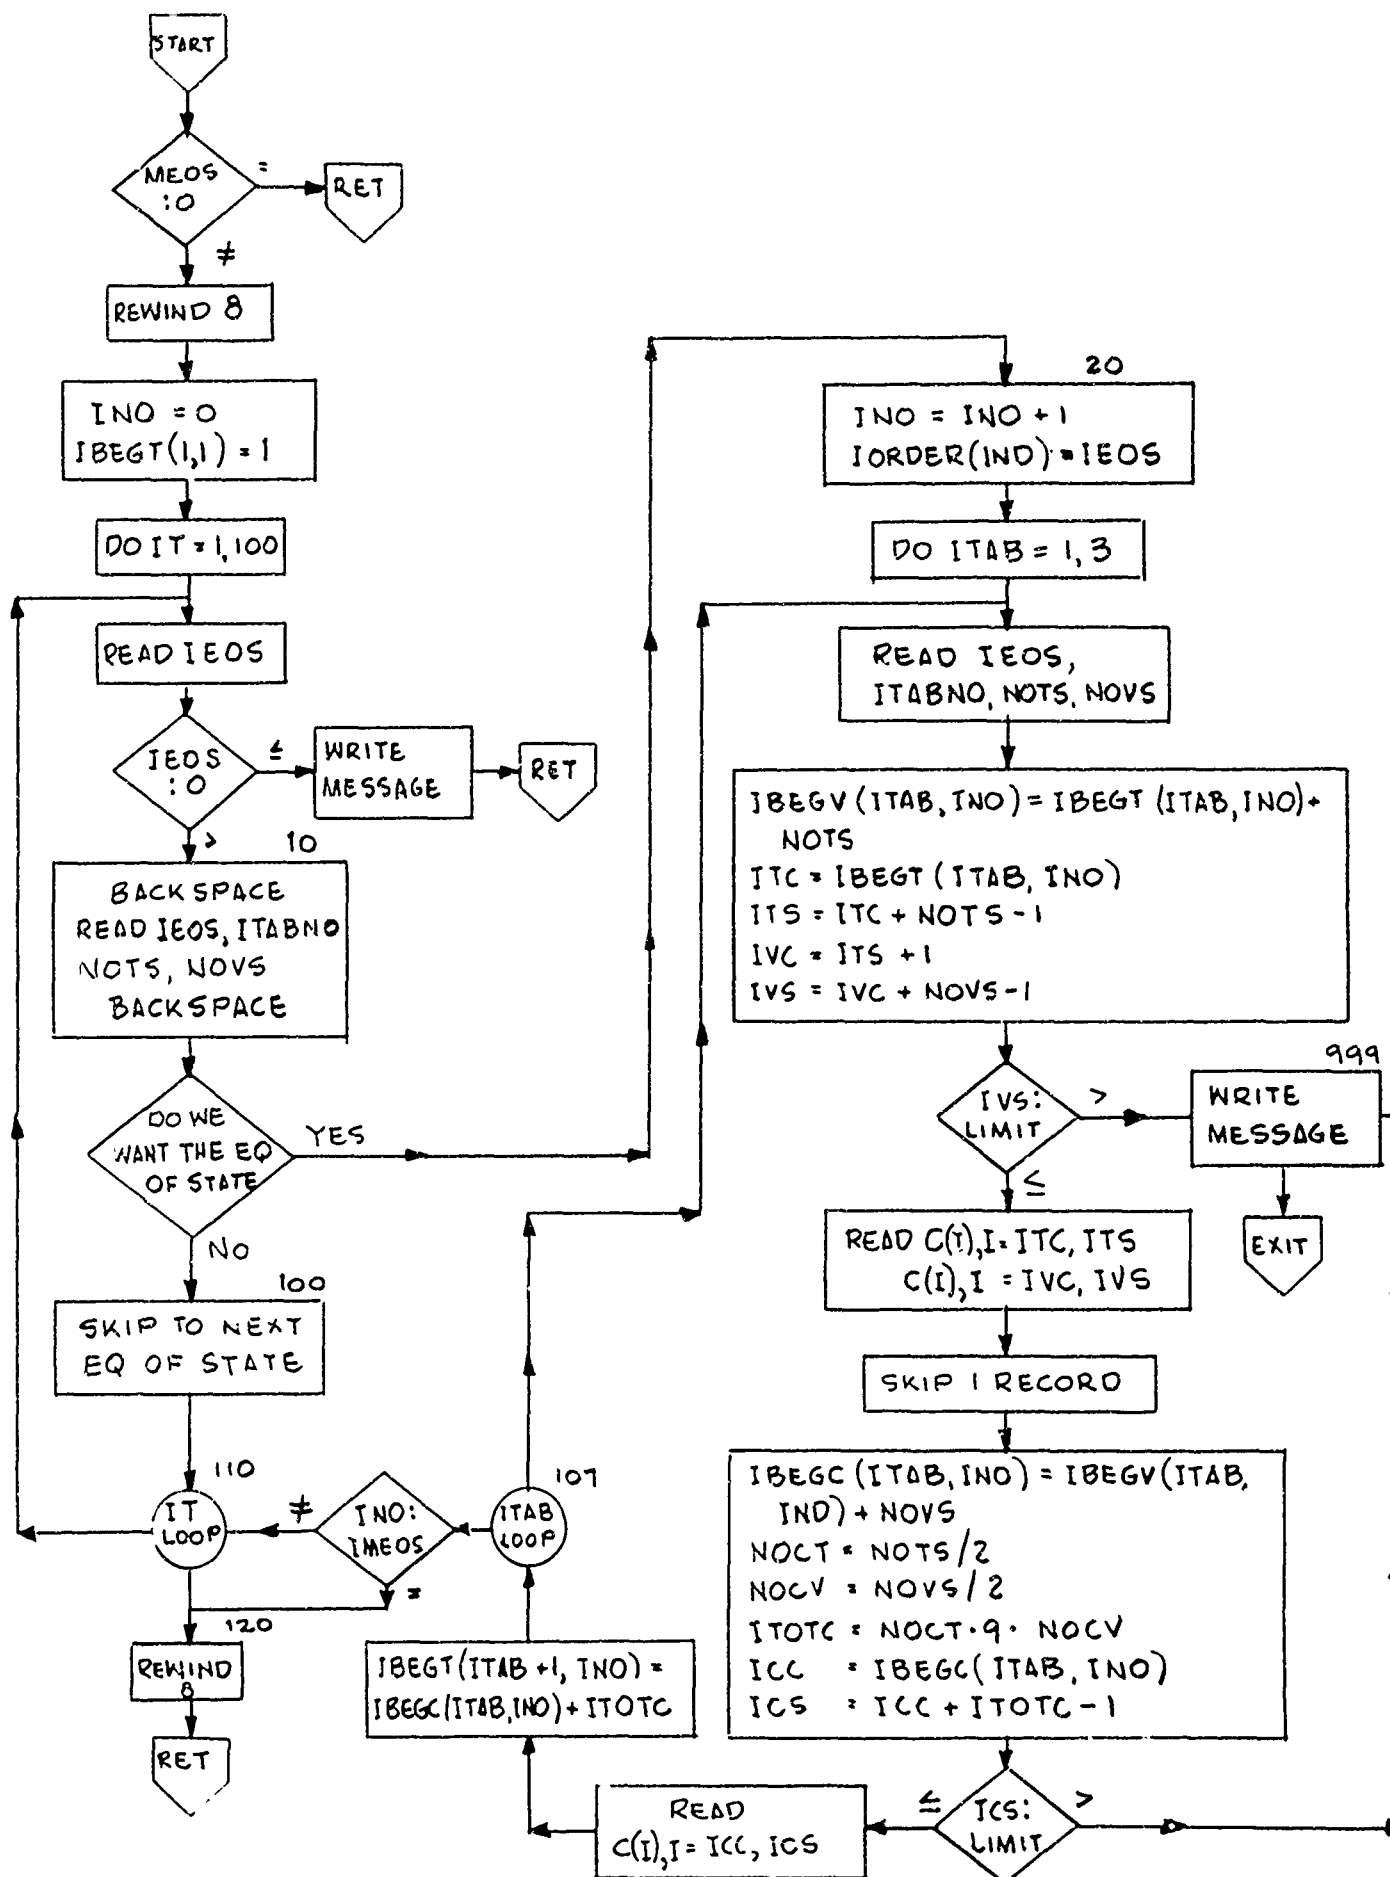 START
MEOS
:0
=
RET
≠
REWIND 8
INO = 0
IBEGT(1,1) = 1
DO IT = 1,100
READ IEOS
IEOS
:0
≤
WRITE
MESSAGE
RET
>
10
BACKSPACE
READ IEOS, ITABNO
NOTS, NOVS
BACKSPACE
DO WE
WANT THE EQ
OF STATE
YES
NO
100
SKIP TO NEXT
EQ OF STATE
110
IT
LOOP
≠
INO:
IMEOS
=
107
ITAB
LOOP
120
REWIND
8
RET
IBEGT(ITAB+1, INO) =
IBEGC(ITAB,INO) + ITOTC
20
INO = INO + 1
IORDER(IND) = IEOS
DO ITAB = 1, 3
READ IEOS,
ITABNO, NOTS, NOVS
IBEGV(ITAB,INO) = IBEGT(ITAB,INO)+
NOTS
ITC = IBEGT(ITAB, INO)
ITS = ITC + NOTS-1
IVC = ITS + 1
IVS = IVC + NOVS-1
IVS:
LIMIT
>
999
WRITE
MESSAGE
EXIT
≤
READ C(I),I = ITC, ITS
C(I),I = IVC, IVS
SKIP 1 RECORD
IBEGC(ITAB,INO) = IBEGV(ITAB,
IND) + NOVS
NOCT = NOTS/2
NOCV = NOVS/2
ITOTC = NOCT·9·NOCV
ICC = IBEGC(ITAB, INO)
ICS = ICC + ITOTC-1
ICS:
LIMIT
>
≤
READ
C(I),I = ICC, ICS